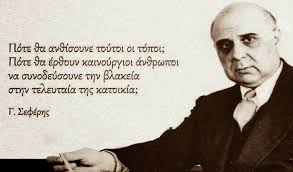 Πότε θα ανθίσουνε τούτοι οι τόποι;
Πότε θα έρθουν καινούργιοι άνθρωποι
να συνοδεύσουνε την βλακεία
στην τελευταία της κατοικία;
Γ. Σεφέρης